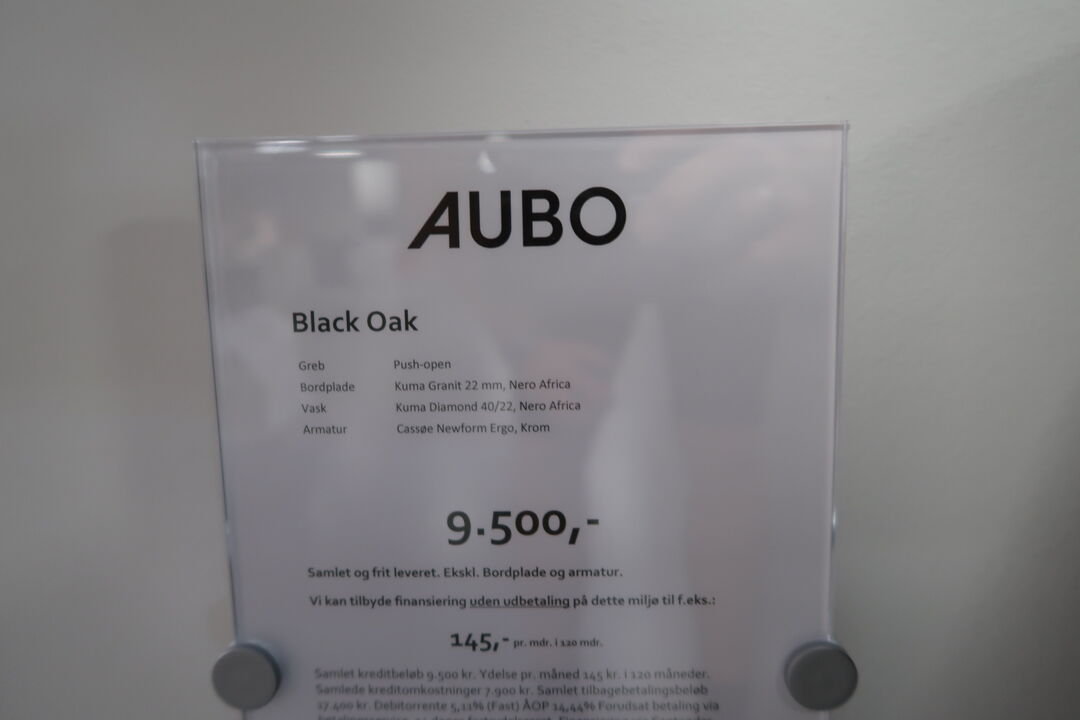 AUBO
Black Oak
Greb Push-open
Bordplade Kuma Granit 22 mm, Nero Africa
Vask Kuma Diamond 40/22, Nero Africa
Armatur Cassøe Newform Ergo, Krom
9.500,-
Samlet og frit leveret. Ekskl. Bordplade og armatur.
Vi kan tilbyde finansiering uden udbetaling på dette miljø til f.eks.:
145,- pr. mdr. i 120 mdr.
Samlet kreditbeløb 9.500 kr. Ydelse pr. måned 145 kr. i 120 måneder.
Samlede kreditomkostninger 7.900 kr. Samlet tilbagebetalingsbeløb
17.400 kr. Debitorrente 5,11% (Fast) ÅOP 14,44% Forudsat betaling via